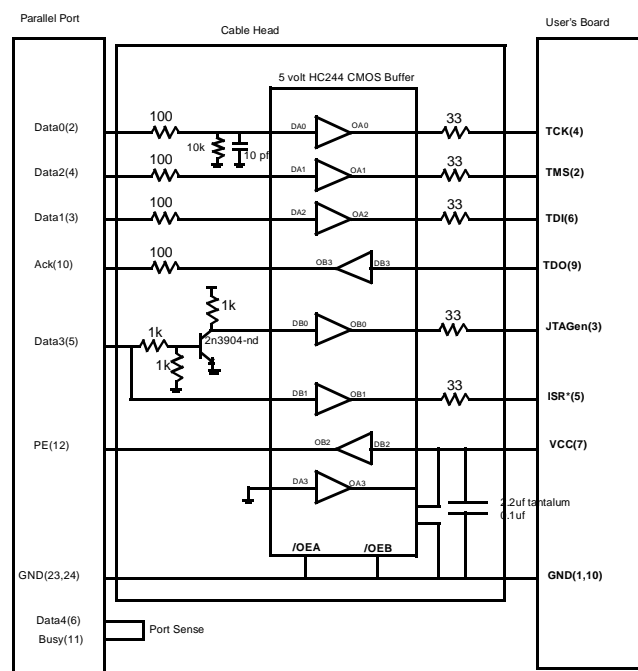 Parallel Port
Cable Head
User's Board
5 volt HC244 CMOS Buffer
Data0(2)
100
10k
10 pf
DA0
OA0
33
TCK(4)
Data2(4)
100
DA1
OA1
33
TMS(2)
Data1(3)
100
DA2
OA2
33
TDI(6)
Ack(10)
100
OB3
DB3
TDO(9)
1k
Data3(5)
1k
1k
2n3904-nd
DB0
OB0
33
JTAGen(3)
DB1
OB1
33
ISR*(5)
PE(12)
OB2
DB2
VCC(7)
DA3
OA3
2.2uf tantalum
0.1uf
/OEA
/OEB
GND(23,24)
GND(1,10)
Data4(6)
Busy(11)
Port Sense